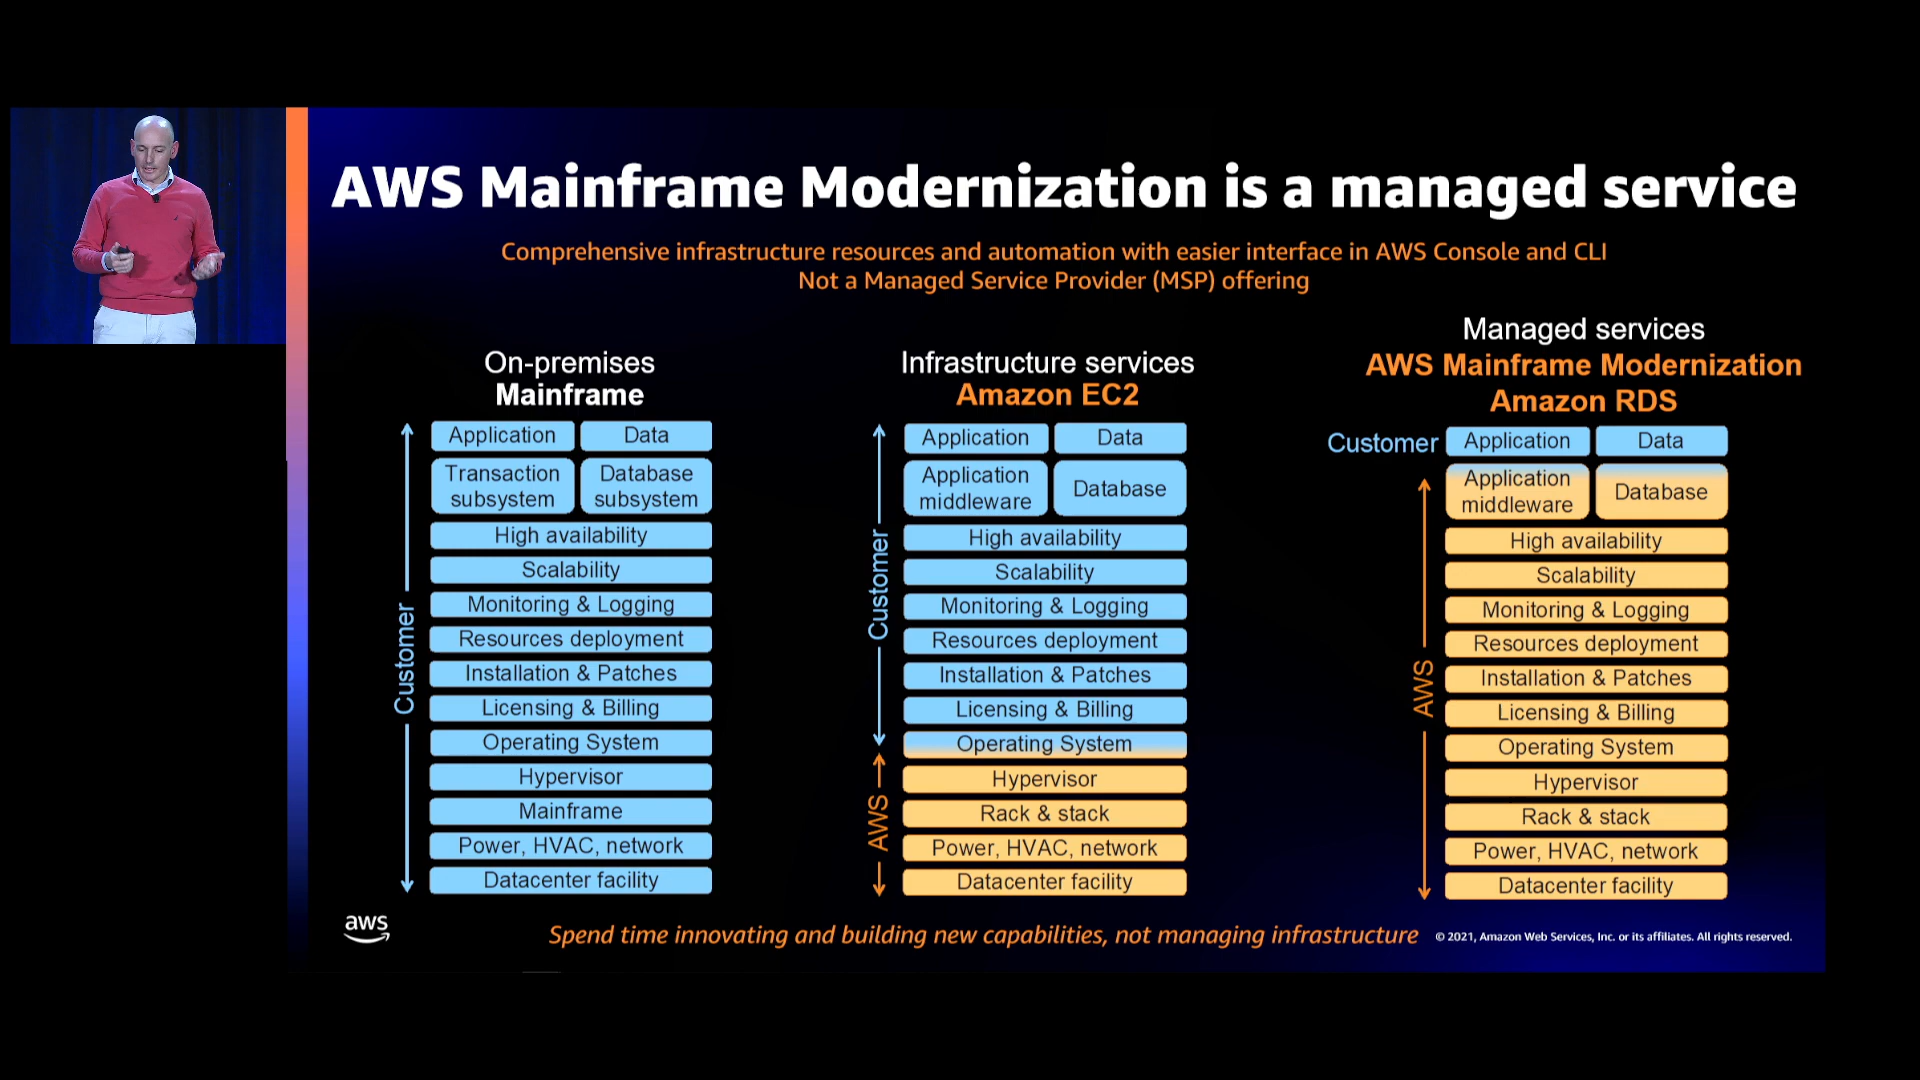 AWS Mainframe Modernization is a managed service
Comprehensive infrastructure resources and automation with easier interface in AWS Console and CLI
Not a Managed Service Provider (MSP) offering
On-premises
Mainframe
Customer
Application
Data
Transaction
subsystem
Database
subsystem
High availability
Scalability
Monitoring & Logging
Resources deployment
Installation & Patches
Licensing & Billing
Operating System
Hypervisor
Mainframe
Power, HVAC, network
Datacenter facility
Infrastructure services
Amazon EC2
Customer
AWS
Application
Data
Application
middleware
Database
High availability
Scalability
Monitoring & Logging
Resources deployment
Installation & Patches
Licensing & Billing
Operating System
Hypervisor
Rack & stack
Power, HVAC, network
Datacenter facility
Managed services
AWS Mainframe Modernization
Amazon RDS
Customer
AWS
Application
Data
Application
middleware
Database
High availability
Scalability
Monitoring & Logging
Resources deployment
Installation & Patches
Licensing & Billing
Operating System
Hypervisor
Rack & stack
Power, HVAC, network
Datacenter facility
aws
Spend time innovating and building new capabilities, not managing infrastructure
© 2021, Amazon Web Services, Inc. or its affiliates. All rights reserved.